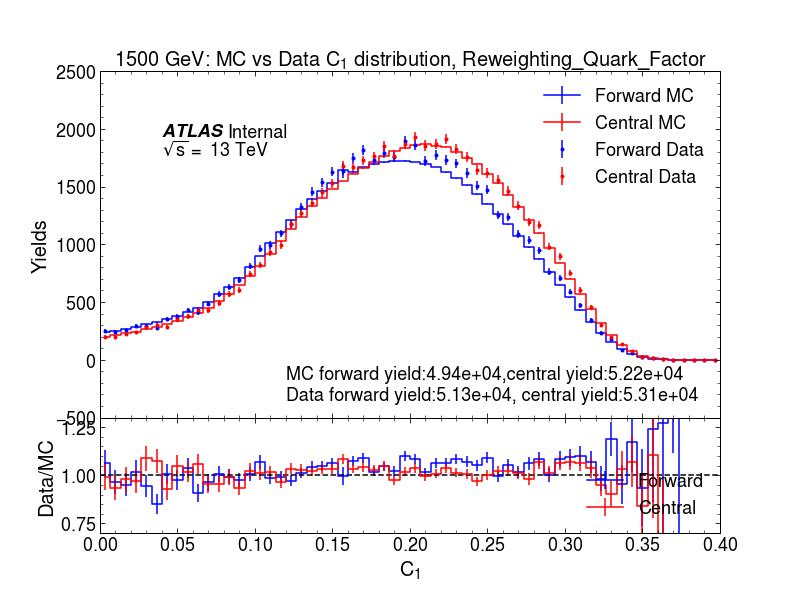 1500 GeV: MC vs Data C₁ distribution, Reweighting_Quark_Factor
2500
2000
1500
1000
500
0
−500
Yields
ATLAS Internal
√s = 13 TeV
Forward MC
Central MC
Forward Data
Central Data
MC forward yield:4.94e+04,central yield:5.22e+04
Data forward yield:5.13e+04, central yield:5.31e+04
1.25
1.00
0.75
Data/MC
Forward
Central
0.00 0.05 0.10 0.15 0.20 0.25 0.30 0.35 0.40
C₁